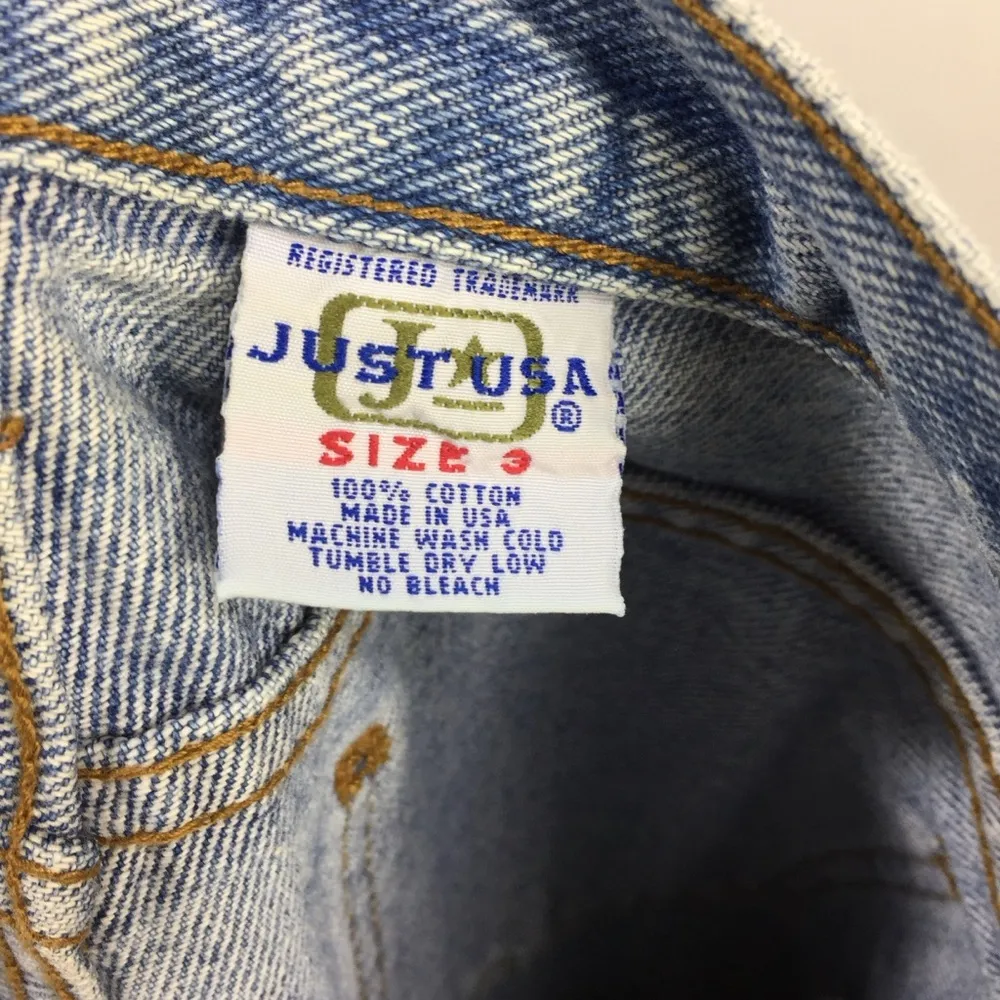 REGISTERED TRADEMARK
J
JUST USA
®
SIZE 3
100% COTTON
MADE IN USA
MACHINE WASH COLD
TUMBLE DRY LOW
NO BLEACH